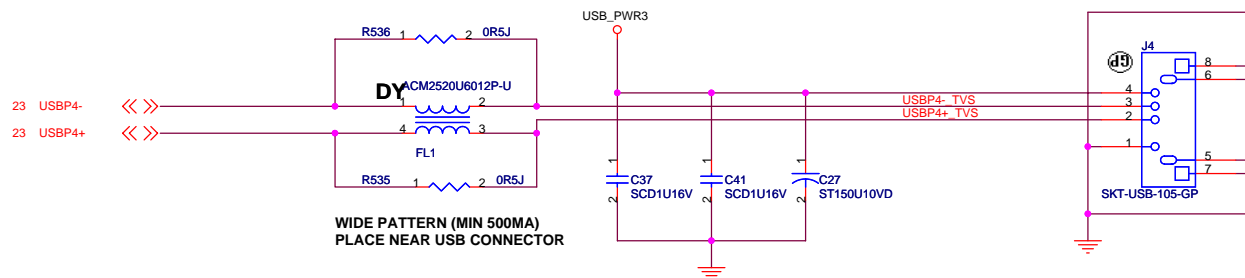 USB_PWR3
R536 1 2 0R5J
J4
GP
DY ACM2520U6012P-U
1 2
23 USBP4-
23 USBP4+
4 3
FL1
R535 1 2 0R5J
USBP4-_TVS
USBP4+_TVS
4
3
2
1
8
6
5
7
SKT-USB-105-GP
1 1 1
C37
SCD1U16V
2
C41
SCD1U16V
2
C27
ST150U10VD
2
WIDE PATTERN (MIN 500MA)
PLACE NEAR USB CONNECTOR